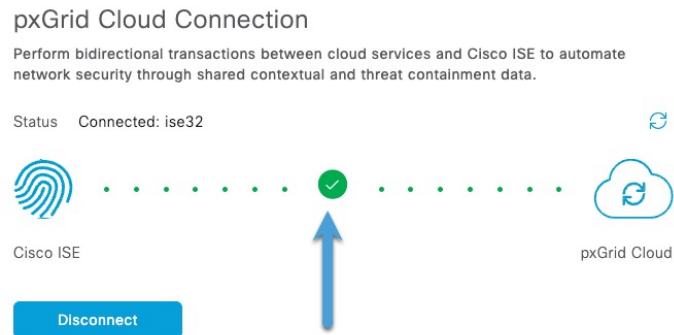 pxGrid Cloud Connection
Perform bidirectional transactions between cloud services and Cisco ISE to automate
network security through shared contextual and threat containment data.
Status Connected: ise32
Cisco ISE pxGrid Cloud
Disconnect